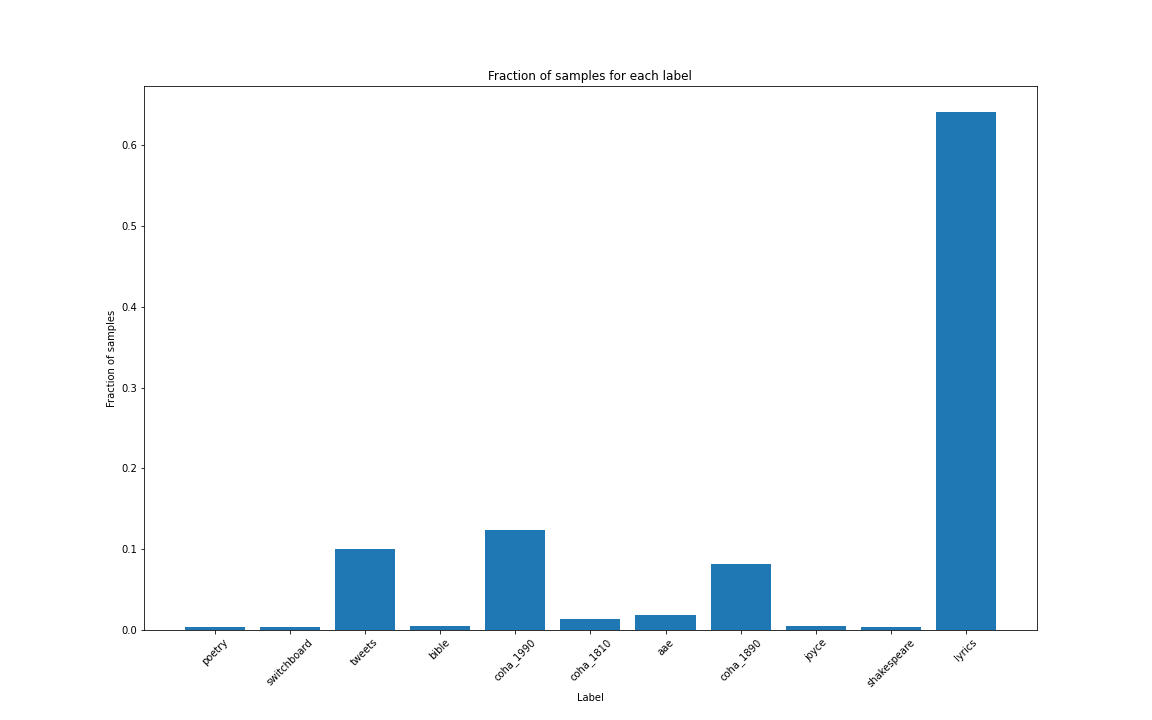 Fraction of samples for each label
Fraction of samples
0.6
0.5
0.4
0.3
0.2
0.1
0.0
poetry
switchboard
tweets
bible
coha_1990
coha_1810
aae
coha_1890
joyce
shakespeare
lyrics
Label